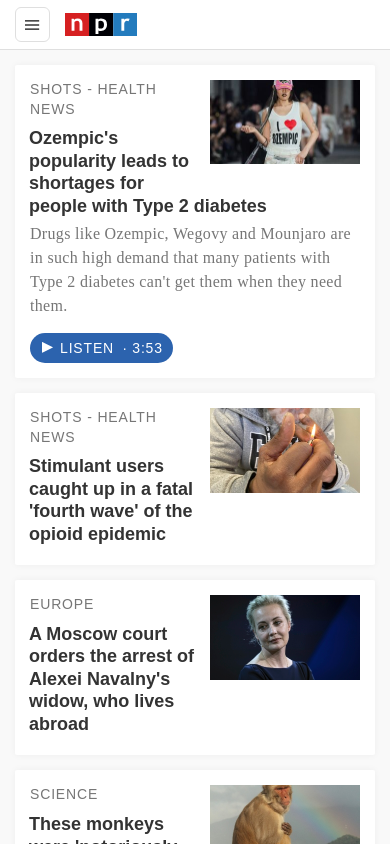 npr
SHOTS - HEALTH
NEWS
Ozempic's
popularity leads to
shortages for
people with Type 2 diabetes
I OZEMPIC
Drugs like Ozempic, Wegovy and Mounjaro are
in such high demand that many patients with
Type 2 diabetes can't get them when they need
them.
LISTEN · 3:53
SHOTS - HEALTH
NEWS
Stimulant users
caught up in a fatal
'fourth wave' of the
opioid epidemic
EUROPE
A Moscow court
orders the arrest of
Alexei Navalny's
widow, who lives
abroad
SCIENCE
These monkeys
were 'notoriously